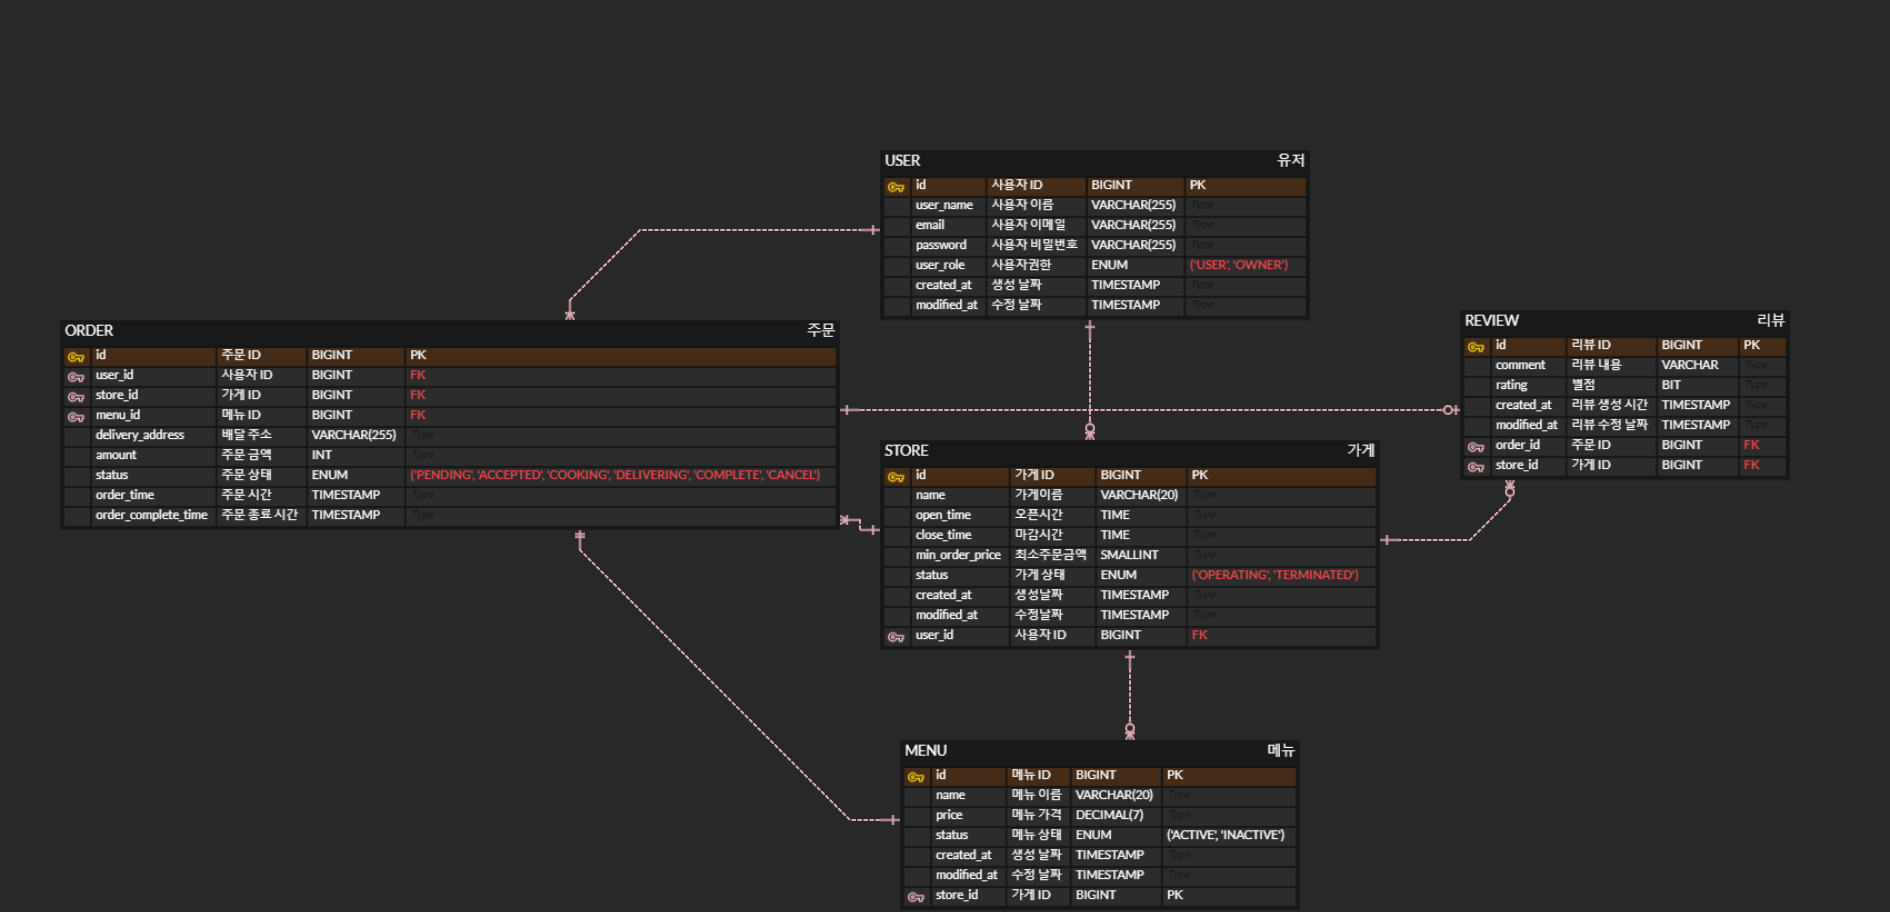 USER 유저
id 사용자 ID BIGINT PK
user_name 사용자 이름 VARCHAR(255) Type
email 사용자 이메일 VARCHAR(255) Type
password 사용자 비밀번호 VARCHAR(255) Type
user_role 사용자권한 ENUM ('USER', 'OWNER')
created_at 생성 날짜 TIMESTAMP Type
modified_at 수정 날짜 TIMESTAMP Type
ORDER 주문
id 주문 ID BIGINT PK
user_id 사용자 ID BIGINT FK
store_id 가게 ID BIGINT FK
menu_id 메뉴 ID BIGINT FK
delivery_address 배달 주소 VARCHAR(255) Type
amount 주문 금액 INT Type
status 주문 상태 ENUM ('PENDING', 'ACCEPTED', 'COOKING', 'DELIVERING', 'COMPLETE', 'CANCEL')
order_time 주문 시간 TIMESTAMP Type
order_complete_time 주문 종료 시간 TIMESTAMP Type
REVIEW 리뷰
id 리뷰 ID BIGINT PK
comment 리뷰 내용 VARCHAR Type
rating 별점 BIT Type
created_at 리뷰 생성 시간 TIMESTAMP Type
modified_at 리뷰 수정 날짜 TIMESTAMP Type
order_id 주문 ID BIGINT FK
store_id 가게 ID BIGINT FK
STORE 가게
id 가게 ID BIGINT PK
name 가게이름 VARCHAR(20) Type
open_time 오픈시간 TIME Type
close_time 마감시간 TIME Type
min_order_price 최소주문금액 SMALLINT Type
status 가게 상태 ENUM ('OPERATING', 'TERMINATED')
created_at 생성날짜 TIMESTAMP Type
modified_at 수정날짜 TIMESTAMP Type
user_id 사용자 ID BIGINT FK
MENU 메뉴
id 메뉴 ID BIGINT PK
name 메뉴 이름 VARCHAR(20) Type
price 메뉴 가격 DECIMAL(7) Type
status 메뉴 상태 ENUM ('ACTIVE', 'INACTIVE')
created_at 생성 날짜 TIMESTAMP Type
modified_at 수정 날짜 TIMESTAMP Type
store_id 가게 ID BIGINT PK